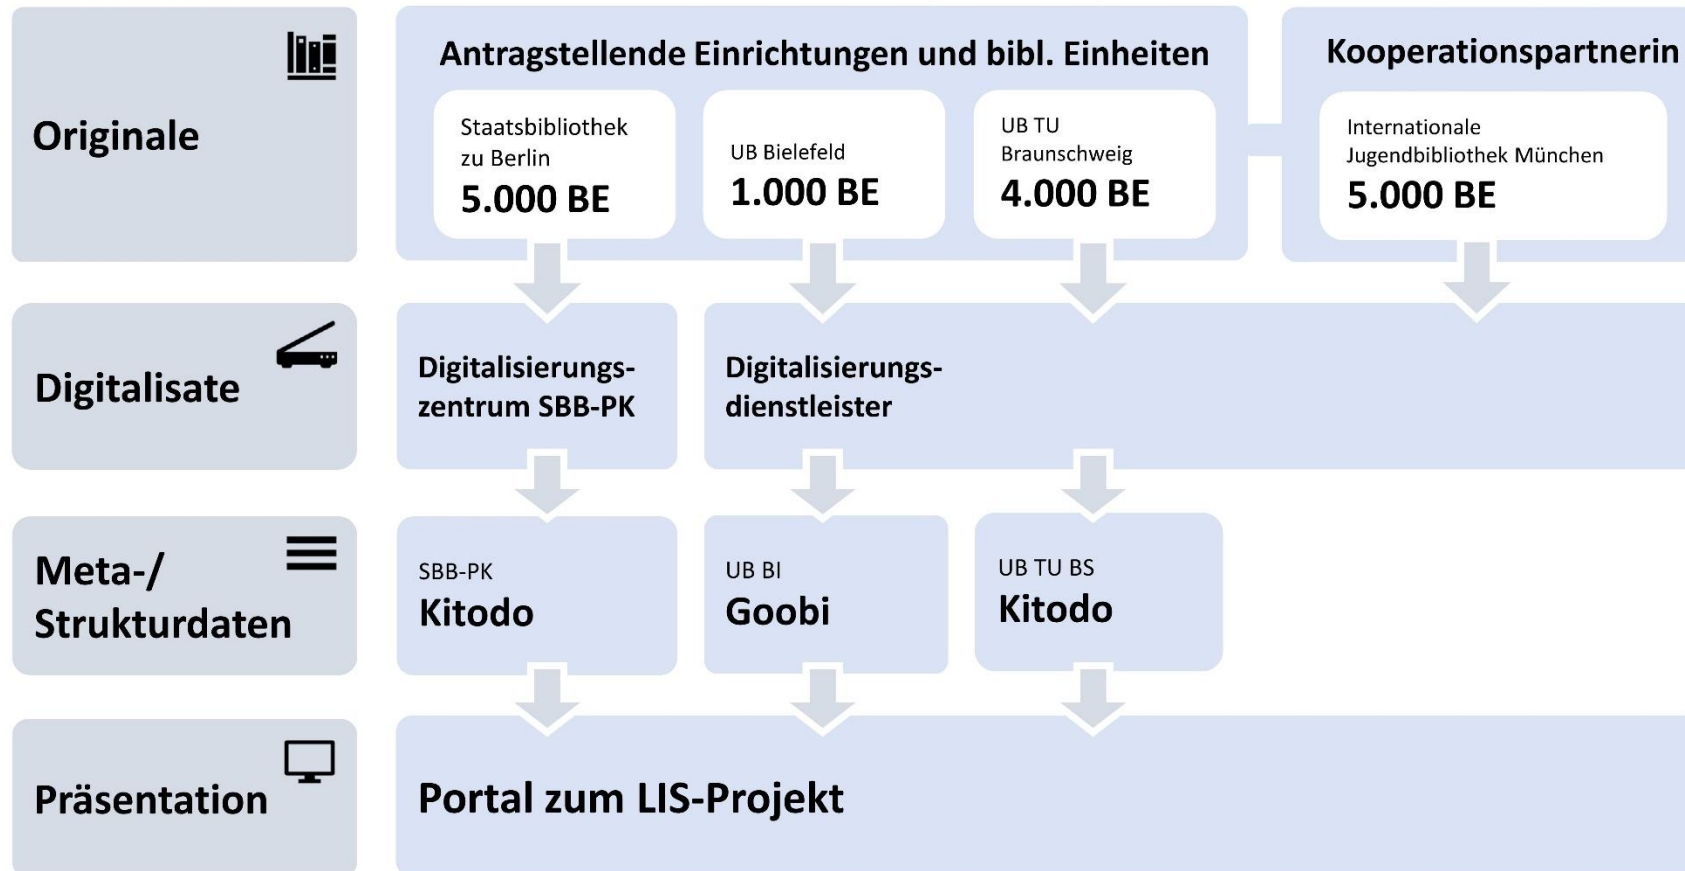 Originale
Antragstellende Einrichtungen und bibl. Einheiten
Staatsbibliothek
zu Berlin
5.000 BE
UB Bielefeld
1.000 BE
UB TU
Braunschweig
4.000 BE
Kooperationspartnerin
Internationale
Jugendbibliothek München
5.000 BE
Digitalisate
Digitalisierungs-
zentrum SBB-PK
Digitalisierungs-
dienstleister
Meta-/
Strukturdaten
SBB-PK
Kitodo
UB BI
Goobi
UB TU BS
Kitodo
Präsentation
Portal zum LIS-Projekt